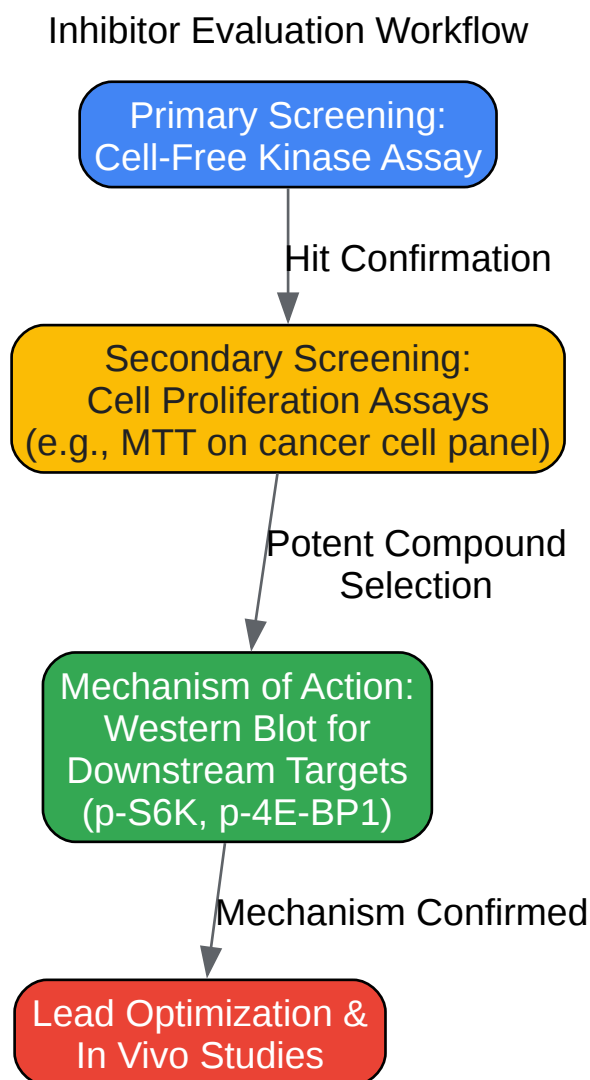 Inhibitor Evaluation Workflow
Primary Screening:
Cell-Free Kinase Assay
Hit Confirmation
Secondary Screening:
Cell Proliferation Assays
(e.g., MTT on cancer cell panel)
Potent Compound
Selection
Mechanism of Action:
Western Blot for
Downstream Targets
(p-S6K, p-4E-BP1)
Mechanism Confirmed
Lead Optimization &
In Vivo Studies